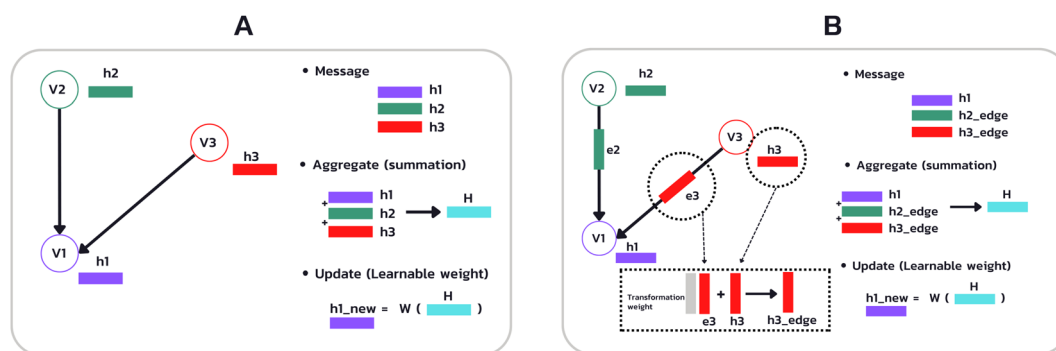 A
V2
h2
V3
h3
V1
h1
• Message
h1
h2
h3
• Aggregate (summation)
h1
+
h2
+
h3
H
• Update (Learnable weight)
H
h1_new = W ( )
B
h2
V2
e2
V3
h3
e3
V1
h1
Transformation
weight
+
e3 h3 h3_edge
• Message
h1
h2_edge
h3_edge
• Aggregate (summation)
h1
+
h2_edge
+
h3_edge
H
• Update (Learnable weight)
H
h1_new = W ( )